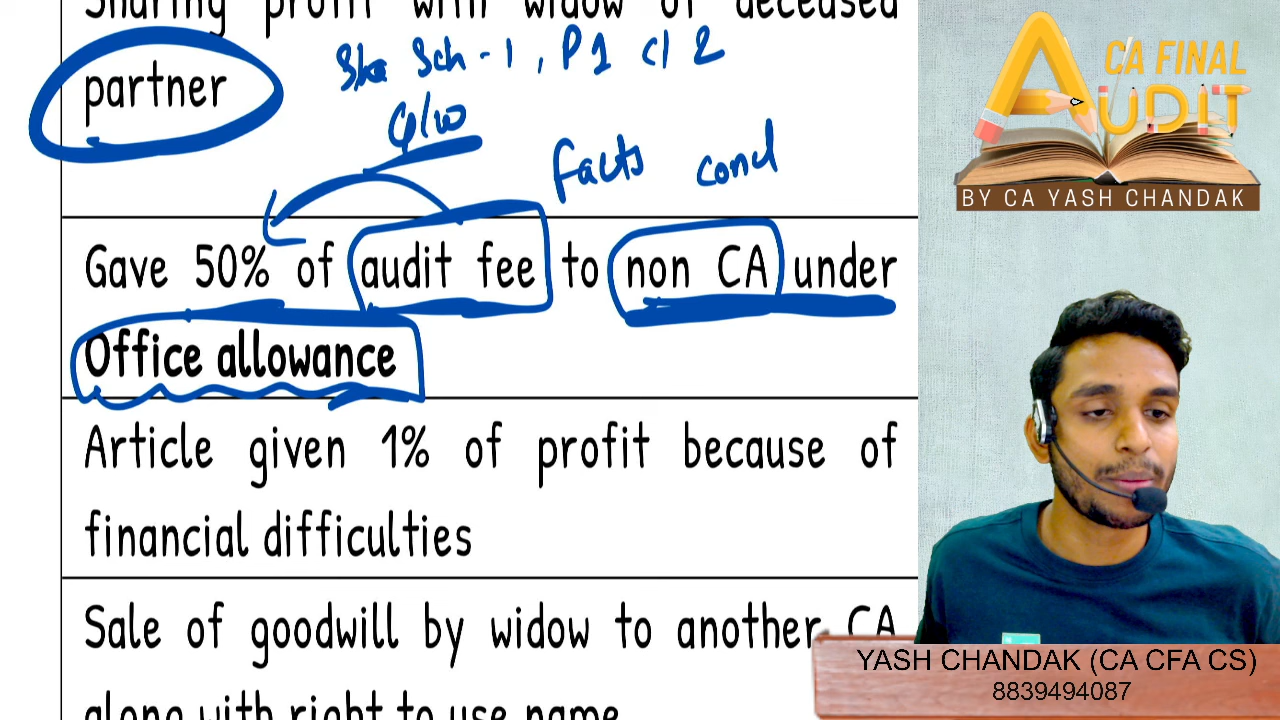 Sharing profit with widow of deceased
partner
Sch - 1 , P1 cl 2
facts concl
Gave 50% of audit fee to non CA under
Office allowance
Article given 1% of profit because of
financial difficulties
Sale of goodwill by widow to another CA
along with right to use name
CA FINAL
AUDIT
BY CA YASH CHANDAK
YASH CHANDAK (CA CFA CS)
8839494087